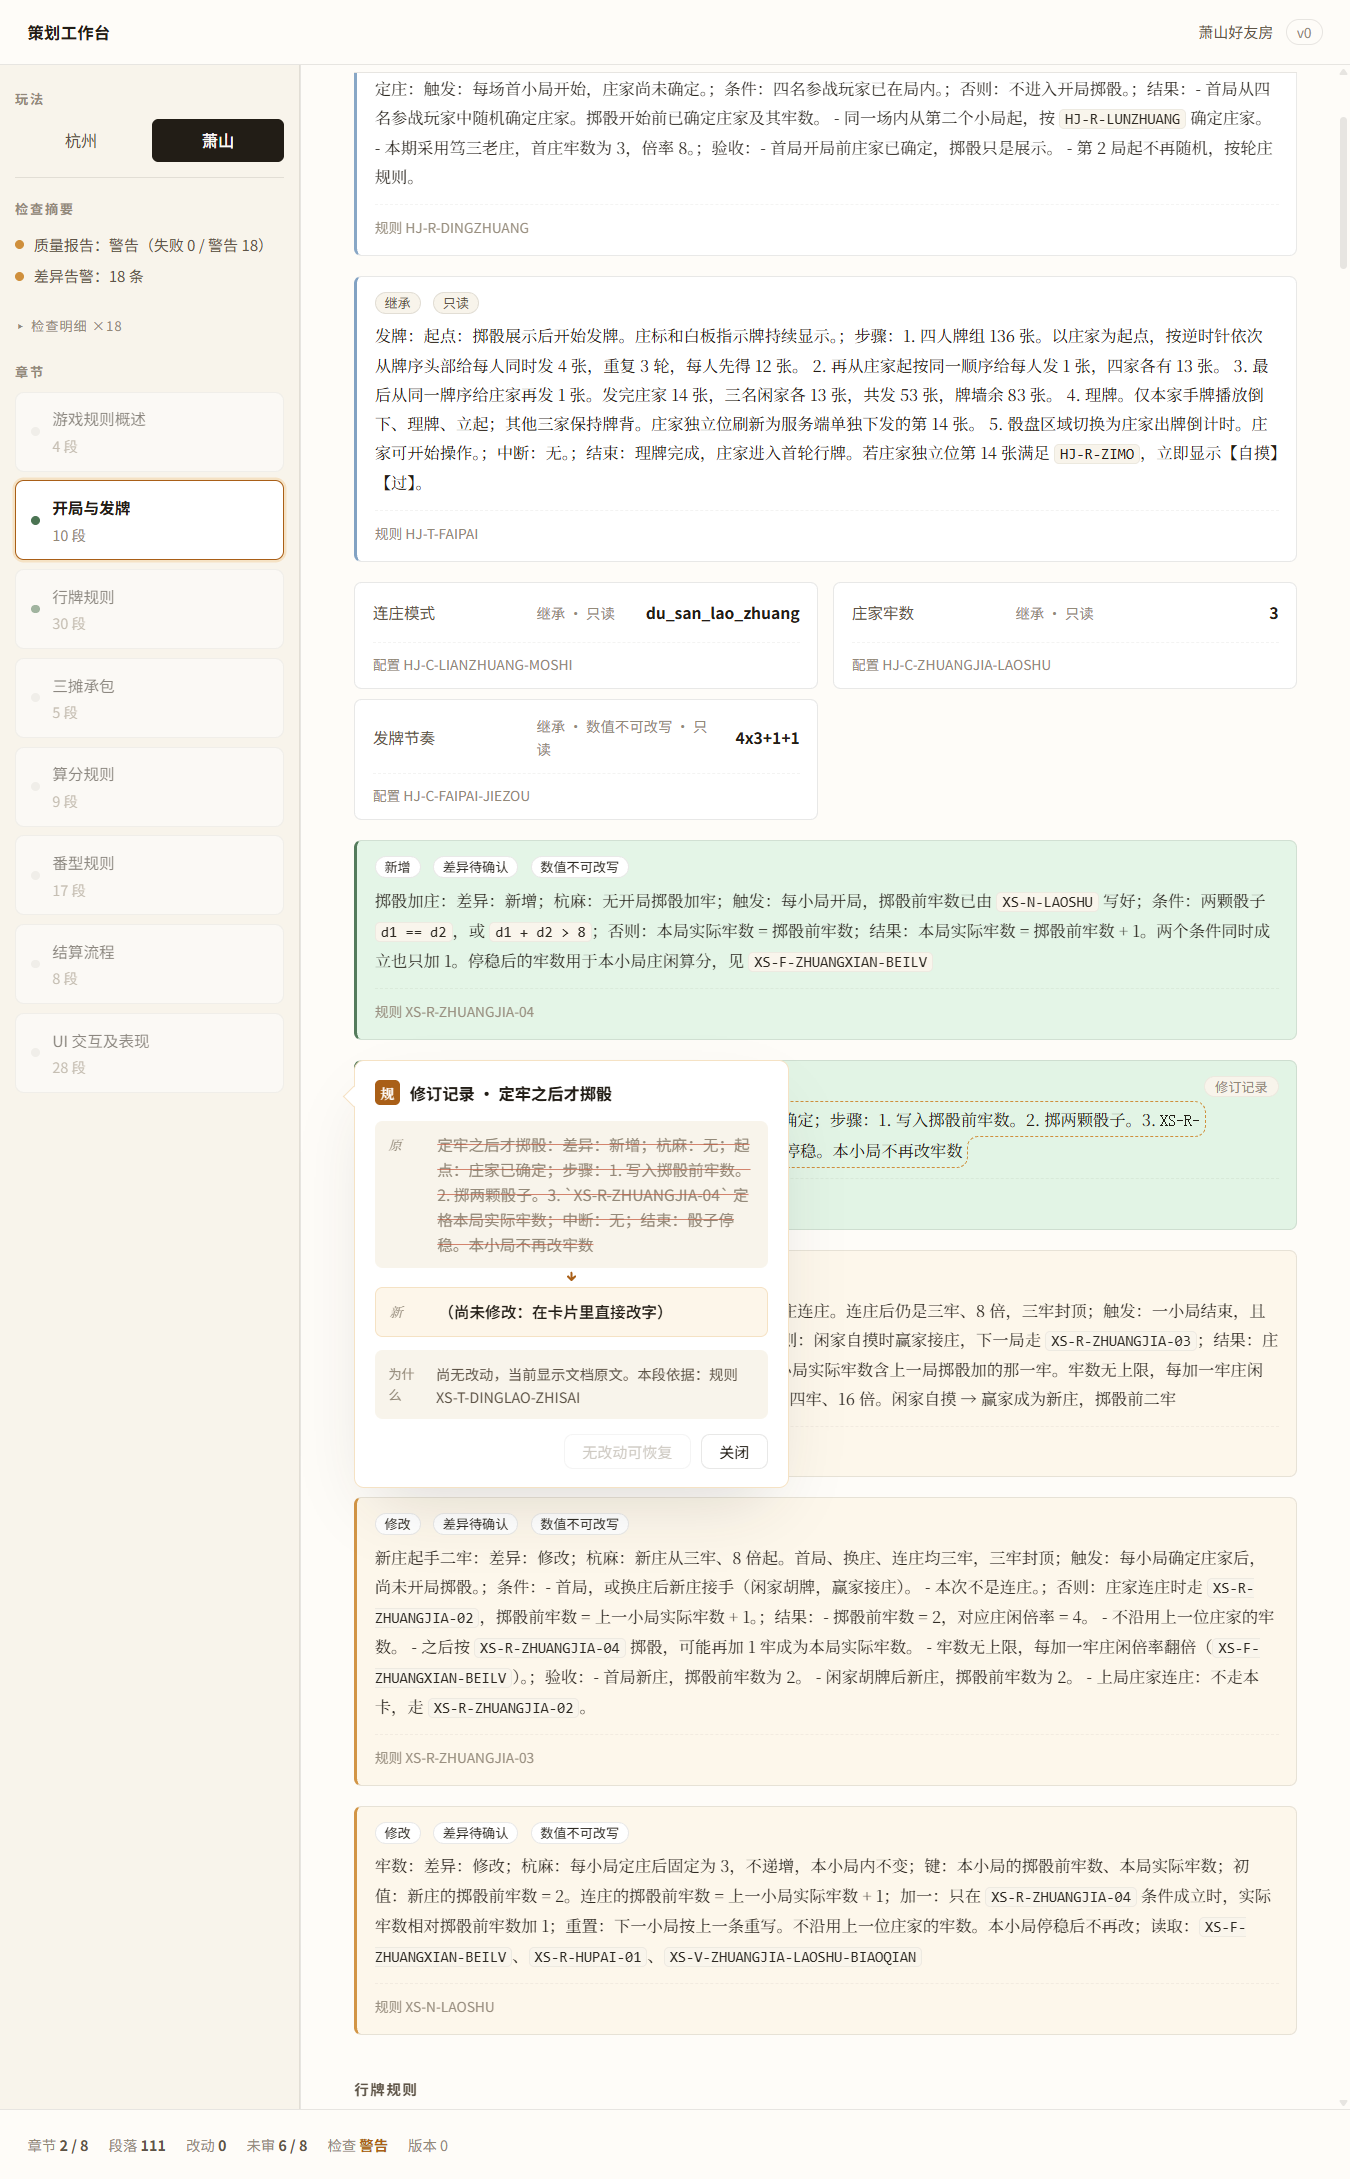 策划工作台
萧山好友房 v0
玩法
杭州 萧山
检查摘要
质量报告：警告（失败 0 / 警告 18）
差异告警：18 条
检查明细 ×18
章节
游戏规则概述
4 段
开局与发牌
10 段
行牌规则
30 段
三摊承包
5 段
算分规则
9 段
番型规则
17 段
结算流程
8 段
UI 交互及表现
28 段
定庄：触发：每场首小局开始，庄家尚未确定。；条件：四名参战玩家已在局内。；否则：不进入开局掷骰。；结果：- 首局从四
名参战玩家中随机确定庄家。掷骰开始前已确定庄家及其牢数。 - 同一场内从第二个小局起，按 HJ-R-LUNZHUANG 确定庄家。
- 本期采用笃三老庄，首庄牢数为 3，倍率 8。；验收：- 首局开局前庄家已确定，掷骰只是展示。 - 第 2 局起不再随机，按轮庄
规则。
规则 HJ-R-DINGZHUANG
继承 只读
发牌：起点：掷骰展示后开始发牌。庄标和白板指示牌持续显示。；步骤：1. 四人牌组 136 张。以庄家为起点，按逆时针依次
从牌序头部给每人同时发 4 张，重复 3 轮，每人先得 12 张。 2. 再从庄家起按同一顺序给每人发 1 张，四家各有 13 张。 3. 最
后从同一牌序给庄家再发 1 张。发完庄家 14 张，三名闲家各 13 张，共发 53 张，牌墙余 83 张。 4. 理牌。仅本家手牌播放倒
下、理牌、立起；其他三家保持牌背。庄家独立位刷新为服务端单独下发的第 14 张。 5. 骰盘区域切换为庄家出牌倒计时。庄
家可开始操作。；中断：无。；结束：理牌完成，庄家进入首轮行牌。若庄家独立位第 14 张满足 HJ-R-ZIMO，立即显示【自摸】
【过】。
规则 HJ-T-FAIPAI
连庄模式 继承 · 只读 du_san_lao_zhuang
配置 HJ-C-LIANZHUANG-MOSHI
庄家牢数 继承 · 只读 3
配置 HJ-C-ZHUANGJIA-LAOSHU
发牌节奏 继承 · 数值不可改写 · 只
读 4x3+1+1
配置 HJ-C-FAIPAI-JIEZOU
新增 差异待确认 数值不可改写
掷骰加庄：差异：新增；杭麻：无开局掷骰加牢；触发：每小局开局，掷骰前牢数已由 XS-N-LAOSHU 写好；条件：两颗骰子
d1 == d2，或 d1 + d2 > 8；否则：本局实际牢数 = 掷骰前牢数；结果：本局实际牢数 = 掷骰前牢数 + 1。两个条件同时成
立也只加 1。停稳后的牢数用于本小局庄闲算分，见 XS-F-ZHUANGXIAN-BEILV
规则 XS-R-ZHUANGJIA-04
修订记录
确定；步骤：1. 写入掷骰前牢数。2. 掷两颗骰子。3. XS-R-
停稳。本小局不再改牢数
规 修订记录 · 定牢之后才掷骰
原 定牢之后才掷骰：差异：新增；杭麻：无；起
点：庄家已确定；步骤：1. 写入掷骰前牢数。
2. 掷两颗骰子。3. `XS-R-ZHUANGJIA-04` 定
格本局实际牢数；中断：无；结束：骰子停
稳。本小局不再改牢数
新 （尚未修改：在卡片里直接改字）
为什
么 尚无改动，当前显示文档原文。本段依据：规则
XS-T-DINGLAO-ZHISAI
无改动可恢复 关闭
庄连庄。连庄后仍是三牢、8 倍，三牢封顶；触发：一小局结束，且
则：闲家自摸时赢家接庄，下一局走 XS-R-ZHUANGJIA-03；结果：庄
小局实际牢数含上一局掷骰加的那一牢。牢数无上限，每加一牢庄闲
四牢、16 倍。闲家自摸 → 赢家成为新庄，掷骰前二牢
修改 差异待确认 数值不可改写
新庄起手二牢：差异：修改；杭麻：新庄从三牢、8 倍起。首局、换庄、连庄均三牢，三牢封顶；触发：每小局确定庄家后，
尚未开局掷骰。；条件：- 首局，或换庄后新庄接手（闲家胡牌，赢家接庄）。 - 本次不是连庄。；否则：庄家连庄时走 XS-R-
ZHUANGJIA-02，掷骰前牢数 = 上一小局实际牢数 + 1。；结果：- 掷骰前牢数 = 2，对应庄闲倍率 = 4。 - 不沿用上一位庄家的牢
数。 - 之后按 XS-R-ZHUANGJIA-04 掷骰，可能再加 1 牢成为本局实际牢数。 - 牢数无上限，每加一牢庄闲倍率翻倍（XS-F-
ZHUANGXIAN-BEILV）。；验收：- 首局新庄，掷骰前牢数为 2。 - 闲家胡牌后新庄，掷骰前牢数为 2。 - 上局庄家连庄：不走本
卡，走 XS-R-ZHUANGJIA-02。
规则 XS-R-ZHUANGJIA-03
修改 差异待确认 数值不可改写
牢数：差异：修改；杭麻：每小局定庄后固定为 3，不递增，本小局内不变；键：本小局的掷骰前牢数、本局实际牢数；初
值：新庄的掷骰前牢数 = 2。连庄的掷骰前牢数 = 上一小局实际牢数 + 1；加一：只在 XS-R-ZHUANGJIA-04 条件成立时，实际
牢数相对掷骰前牢数加 1；重置：下一小局按上一条重写。不沿用上一位庄家的牢数。本小局停稳后不再改；读取：XS-F-
ZHUANGXIAN-BEILV、XS-R-HUPAI-01、XS-V-ZHUANGJIA-LAOSHU-BIAOQIAN
规则 XS-N-LAOSHU
行牌规则
章节 2 / 8 段落 111 改动 0 未审 6 / 8 检查 警告 版本 0